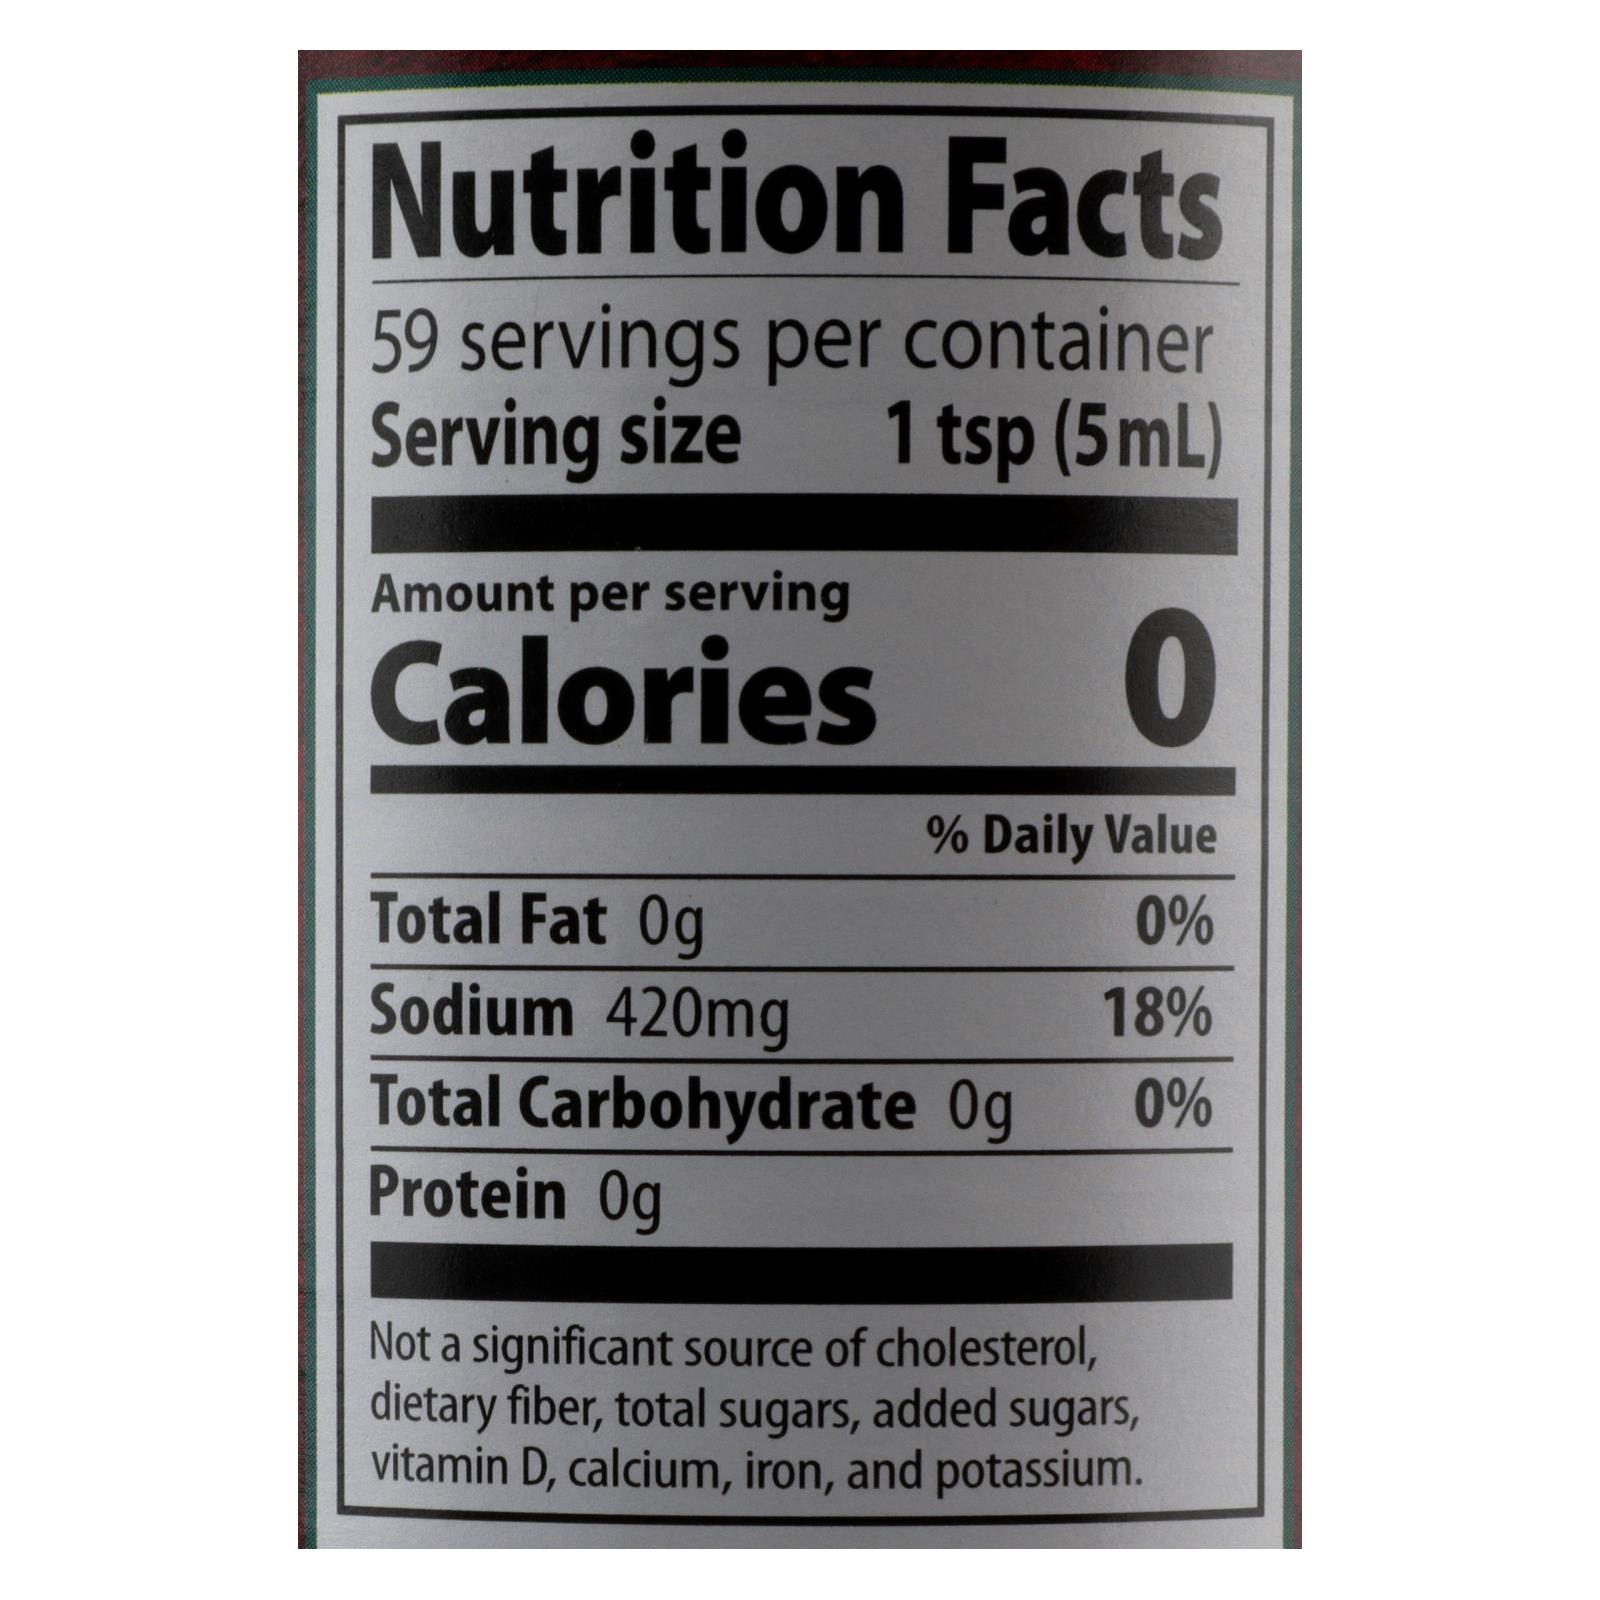 Nutrition Facts
59 servings per container
Serving size 1 tsp (5mL)
Amount per serving
Calories 0
% Daily Value
Total Fat 0g 0%
Sodium 420mg 18%
Total Carbohydrate 0g 0%
Protein 0g
Not a significant source of cholesterol,
dietary fiber, total sugars, added sugars,
vitamin D, calcium, iron, and potassium.